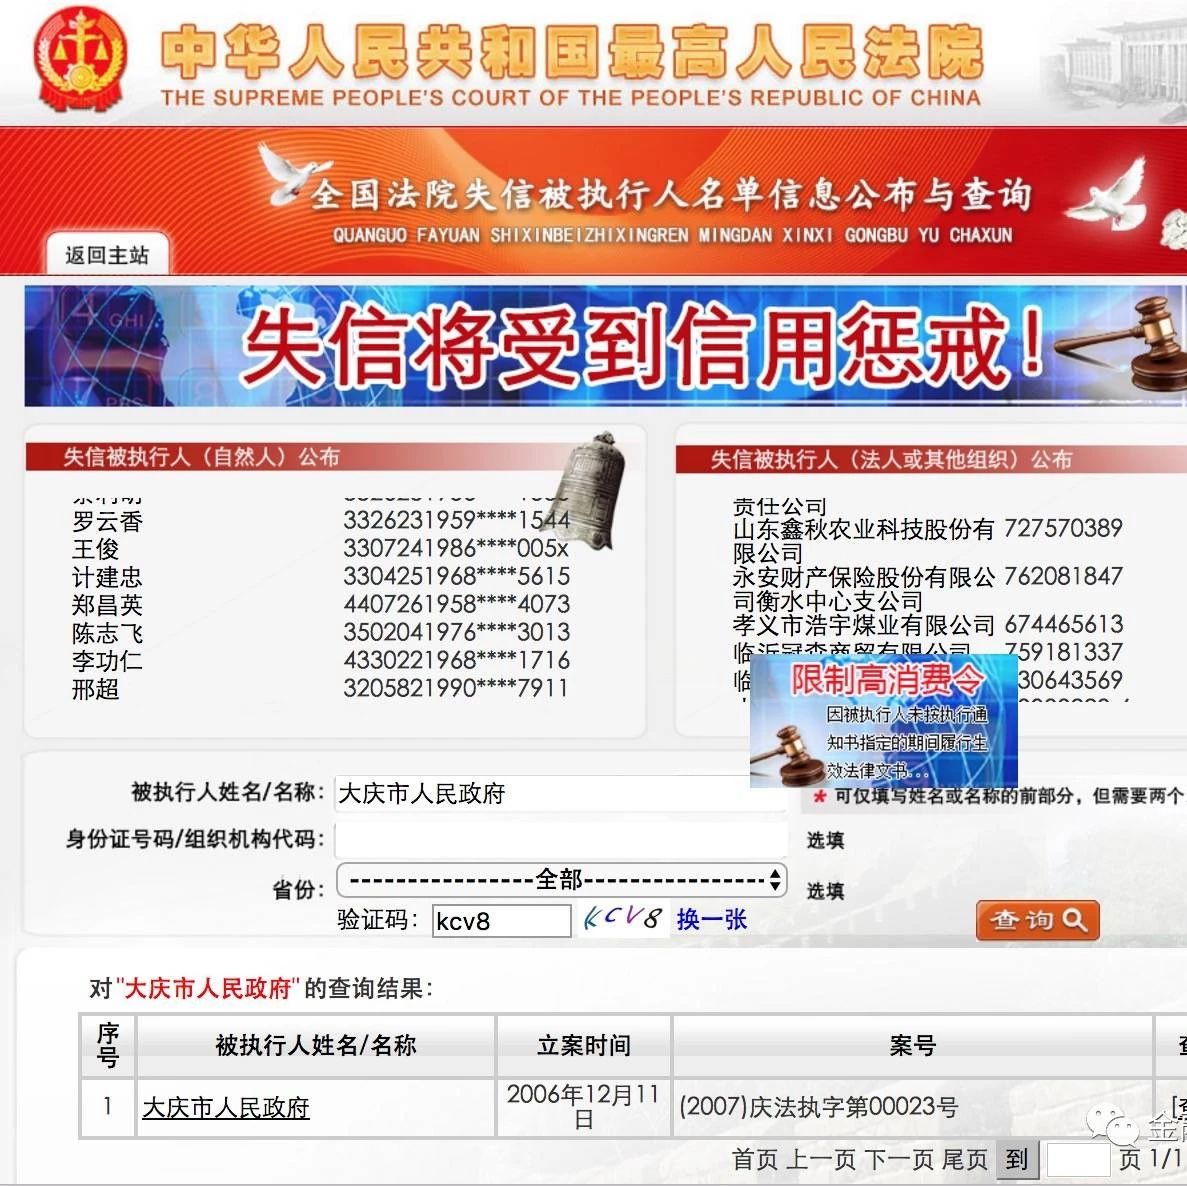 中华人民共和国最高人民法院
THE SUPREME PEOPLE'S COURT OF THE PEOPLE'S REPUBLIC OF CHINA
全国法院失信被执行人名单信息公布与查询
QUANGUO FAYUAN SHIXINBEIZHIXINGREN MINGDAN XINXI GONGBU YU CHAXUN
返回主站
失信将受到信用惩戒！
失信被执行人（自然人）公布
罗云香 3326231959****1544
王俊 3307241986****005x
计建忠 3304251968****5615
郑昌英 4407261958****4073
陈志飞 3502041976****3013
李功仁 4330221968****1716
邢超 3205821990****7911
失信被执行人（法人或其他组织）公布
责任公司
山东鑫秋农业科技股份有 727570389
限公司
永安财产保险股份有限公 762081847
司衡水中心支公司
孝义市浩宇煤业有限公司 674465613
临沂冠森商贸有限公司 759181337
临 30643569
限制高消费令
因被执行人未按执行通
知书指定的期间履行生
效法律文书...
被执行人姓名/名称： 大庆市人民政府
* 可仅填写姓名或名称的前部分，但需要两个
身份证号码/组织机构代码： 选填
省份： -----------------全部----------------- 选填
验证码： kcv8 kcv8 换一张
查询
对"大庆市人民政府"的查询结果：
序号 被执行人姓名/名称 立案时间 案号
1 大庆市人民政府 2006年12月11日 (2007)庆法执字第00023号
首页 上一页 下一页 尾页 到 页 1/1